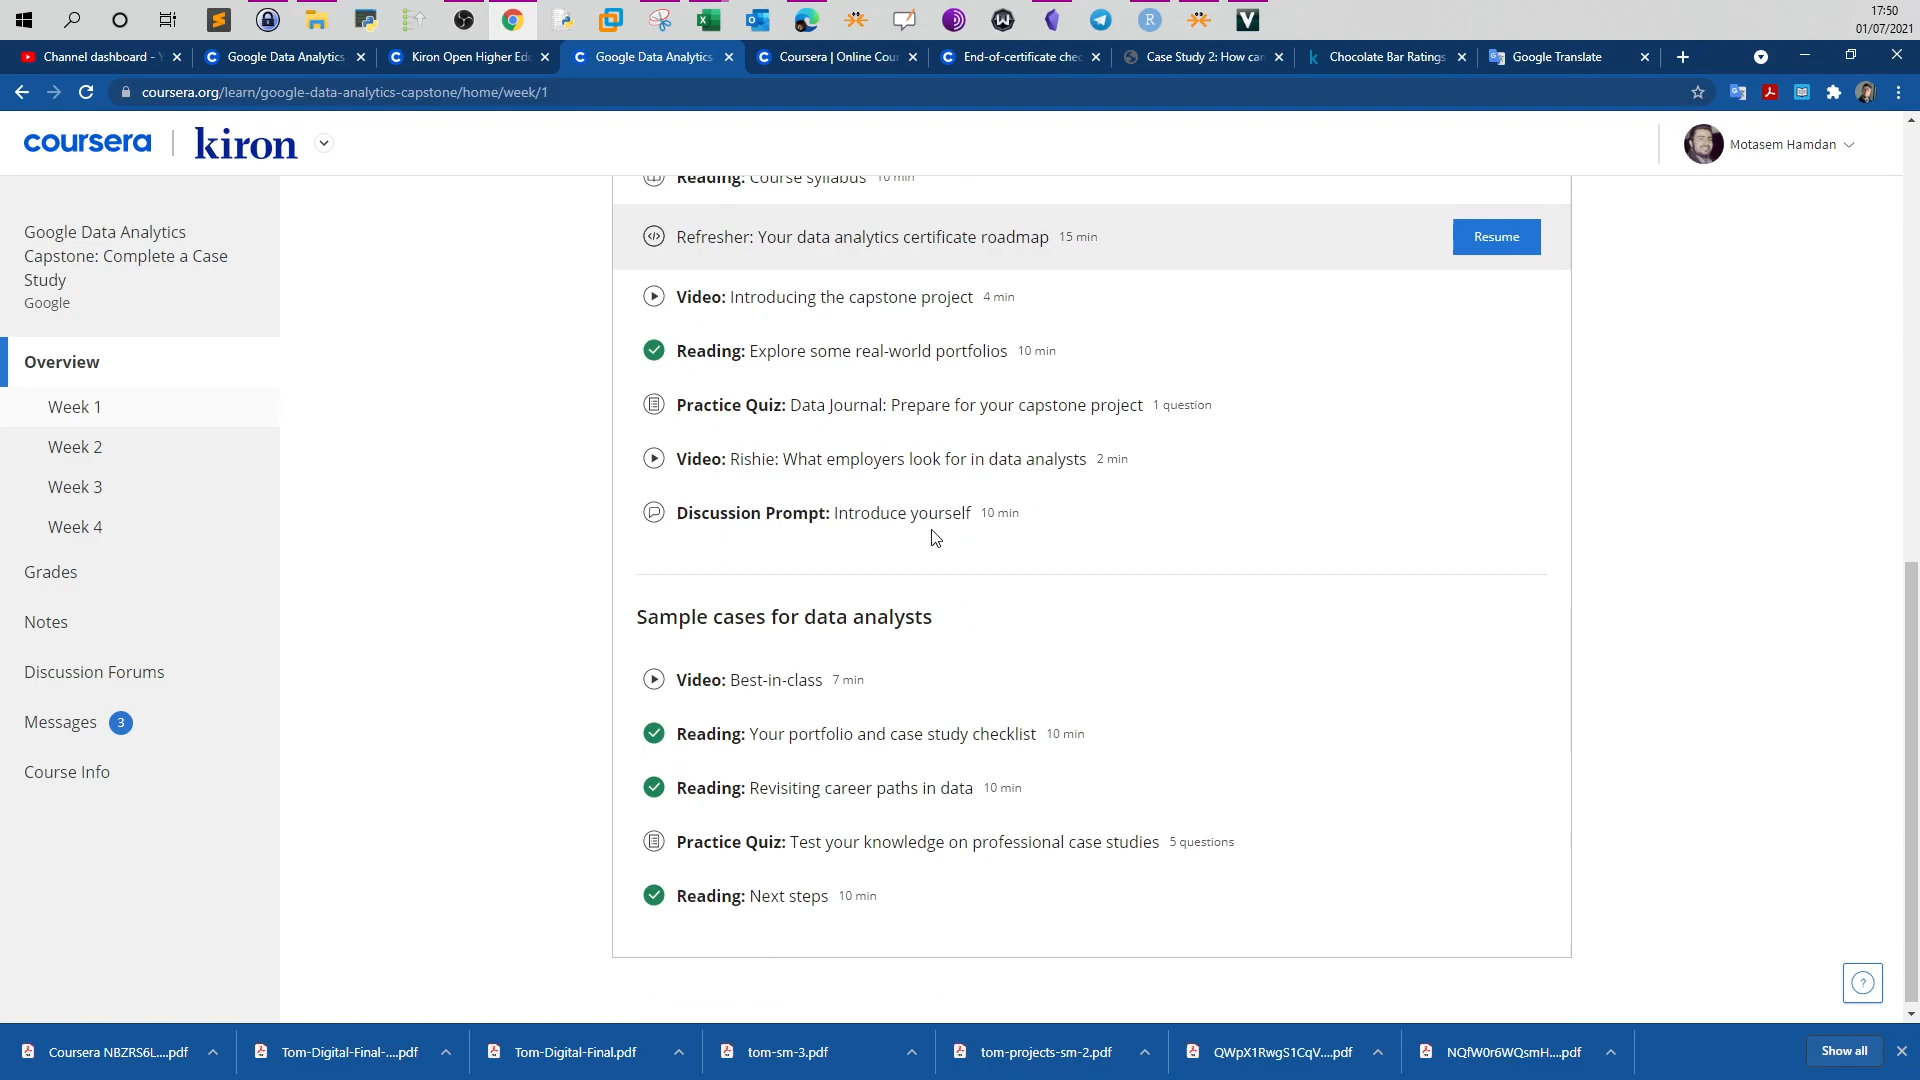 17:50
01/07/2021
Channel dashboard - Y
Google Data Analytics
Kiron Open Higher Edu
Google Data Analytics
Coursera | Online Cour
End-of-certificate chec
Case Study 2: How can
Chocolate Bar Ratings
Google Translate
coursera.org/learn/google-data-analytics-capstone/home/week/1
coursera | kiron
Motasem Hamdan
Google Data Analytics
Capstone: Complete a Case
Study
Google
Overview
Week 1
Week 2
Week 3
Week 4
Grades
Notes
Discussion Forums
Messages 3
Course Info
Reading: Course syllabus 10 min
Refresher: Your data analytics certificate roadmap 15 min
Resume
Video: Introducing the capstone project 4 min
Reading: Explore some real-world portfolios 10 min
Practice Quiz: Data Journal: Prepare for your capstone project 1 question
Video: Rishie: What employers look for in data analysts 2 min
Discussion Prompt: Introduce yourself 10 min
Sample cases for data analysts
Video: Best-in-class 7 min
Reading: Your portfolio and case study checklist 10 min
Reading: Revisiting career paths in data 10 min
Practice Quiz: Test your knowledge on professional case studies 5 questions
Reading: Next steps 10 min
Coursera NBZRS6L....pdf
Tom-Digital-Final-....pdf
Tom-Digital-Final.pdf
tom-sm-3.pdf
tom-projects-sm-2.pdf
QWpX1RwgS1CqV....pdf
NQfW0r6WQsmH....pdf
Show all